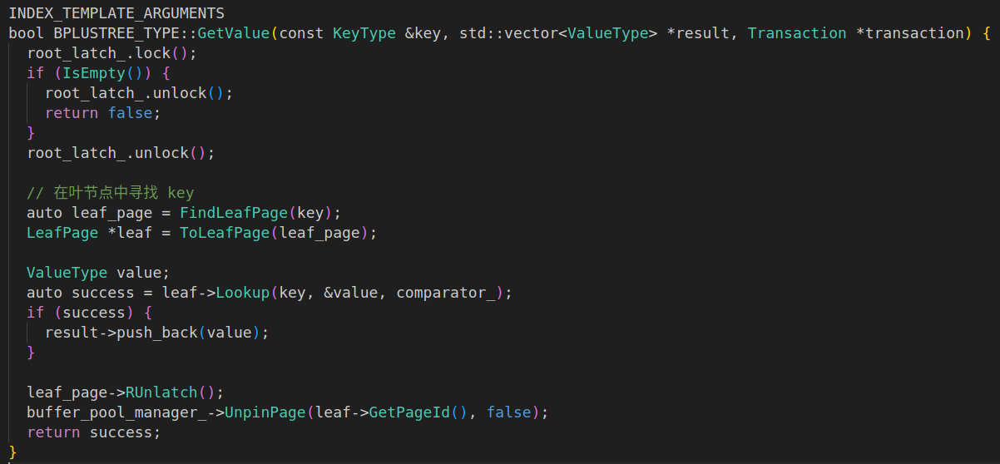 INDEX_TEMPLATE_ARGUMENTS
bool BPLUSTREE_TYPE::GetValue(const KeyType &key, std::vector<ValueType> *result, Transaction *transaction) {
  root_latch_.lock();
  if (IsEmpty()) {
    root_latch_.unlock();
    return false;
  }
  root_latch_.unlock();

  // 在叶节点中寻找 key
  auto leaf_page = FindLeafPage(key);
  LeafPage *leaf = ToLeafPage(leaf_page);

  ValueType value;
  auto success = leaf->Lookup(key, &value, comparator_);
  if (success) {
    result->push_back(value);
  }

  leaf_page->RUnlatch();
  buffer_pool_manager_->UnpinPage(leaf->GetPageId(), false);
  return success;
}